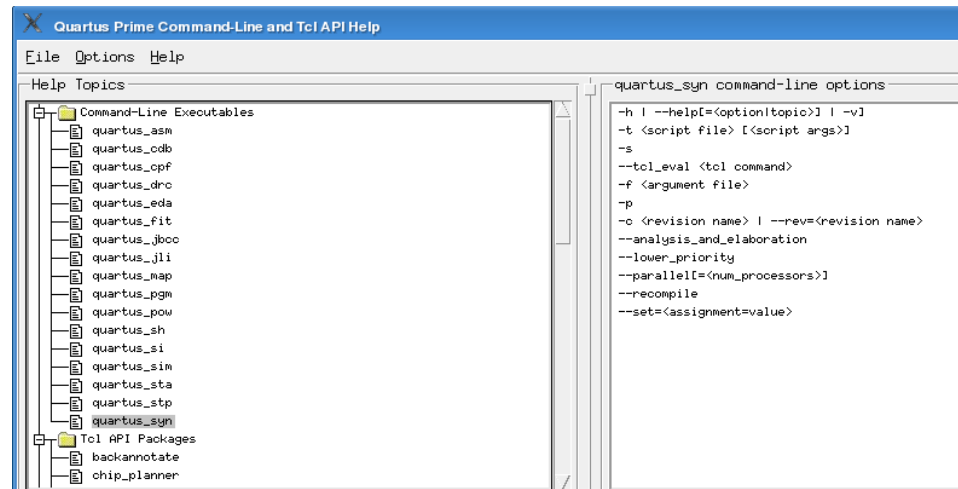 Quartus Prime Command-Line and Tcl API Help
File Options Help
Help Topics
Command-Line Executables
quartus_asm
quartus_cdb
quartus_cpf
quartus_drc
quartus_eda
quartus_fit
quartus_jbcc
quartus_jli
quartus_map
quartus_pgm
quartus_pow
quartus_sh
quartus_si
quartus_sim
quartus_sta
quartus_stp
quartus_syn
Tcl API Packages
backannotate
chip_planner
quartus_syn command-line options
-h | --help[=<option|topic>] | -v]
-t <script file> [<script args>]
-s
--tcl_eval <tcl command>
-f <argument file>
-p
-c <revision name> | --rev=<revision name>
--analysis_and_elaboration
--lower_priority
--parallel[=<num_processors>]
--recompile
--set=<assignment=value>